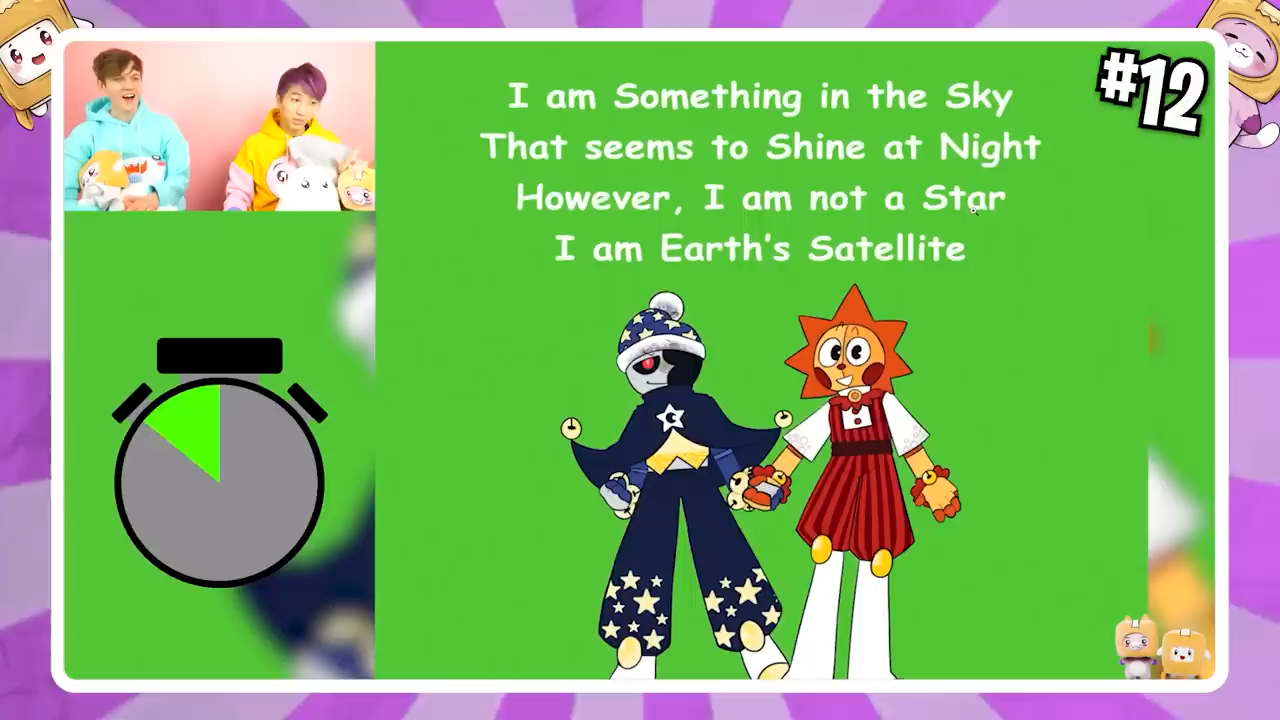 #12
I am Something in the Sky
That seems to Shine at Night
However, I am not a Star
I am Earth's Satellite